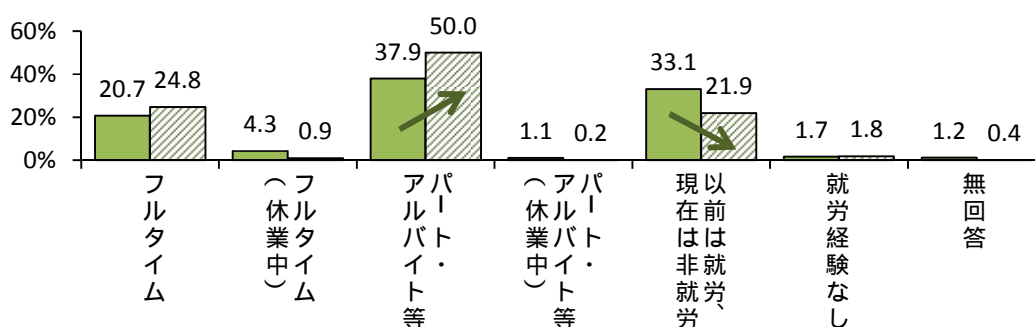 60%
40%
20%
0%
20.7 24.8
4.3 0.9
37.9 50.0
1.1 0.2
33.1 21.9
1.7 1.8
1.2 0.4
フルタイム
フルタイム
（休業中）
パート・
アルバイト等
パート・
アルバイト等
（休業中）
以前は就労、
現在は非就労
就労経験なし
無回答